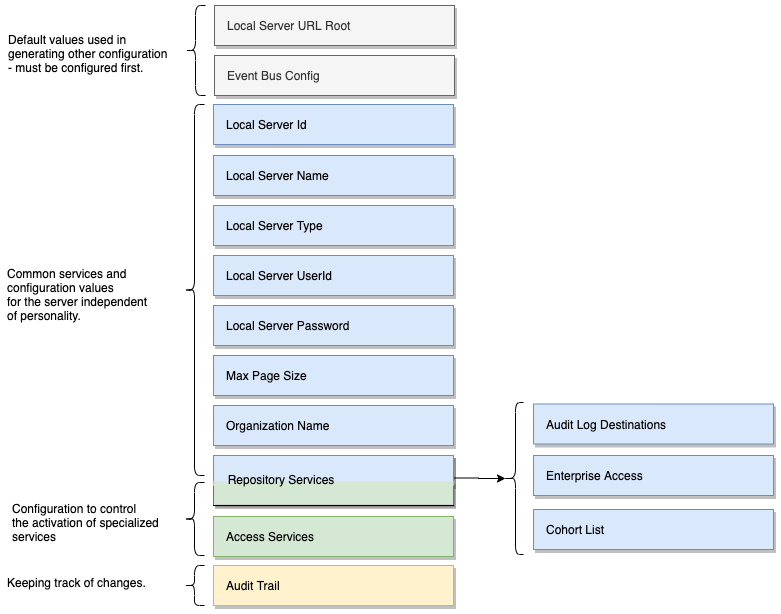 Default values used in
generating other configuration
- must be configured first.
Local Server URL Root
Event Bus Config
Common services and
configuration values
for the server independent
of personality.
Local Server Id
Local Server Name
Local Server Type
Local Server UserId
Local Server Password
Max Page Size
Organization Name
Repository Services
Audit Log Destinations
Enterprise Access
Cohort List
Configuration to control
the activation of specialized
services
Access Services
Keeping track of changes.
Audit Trail